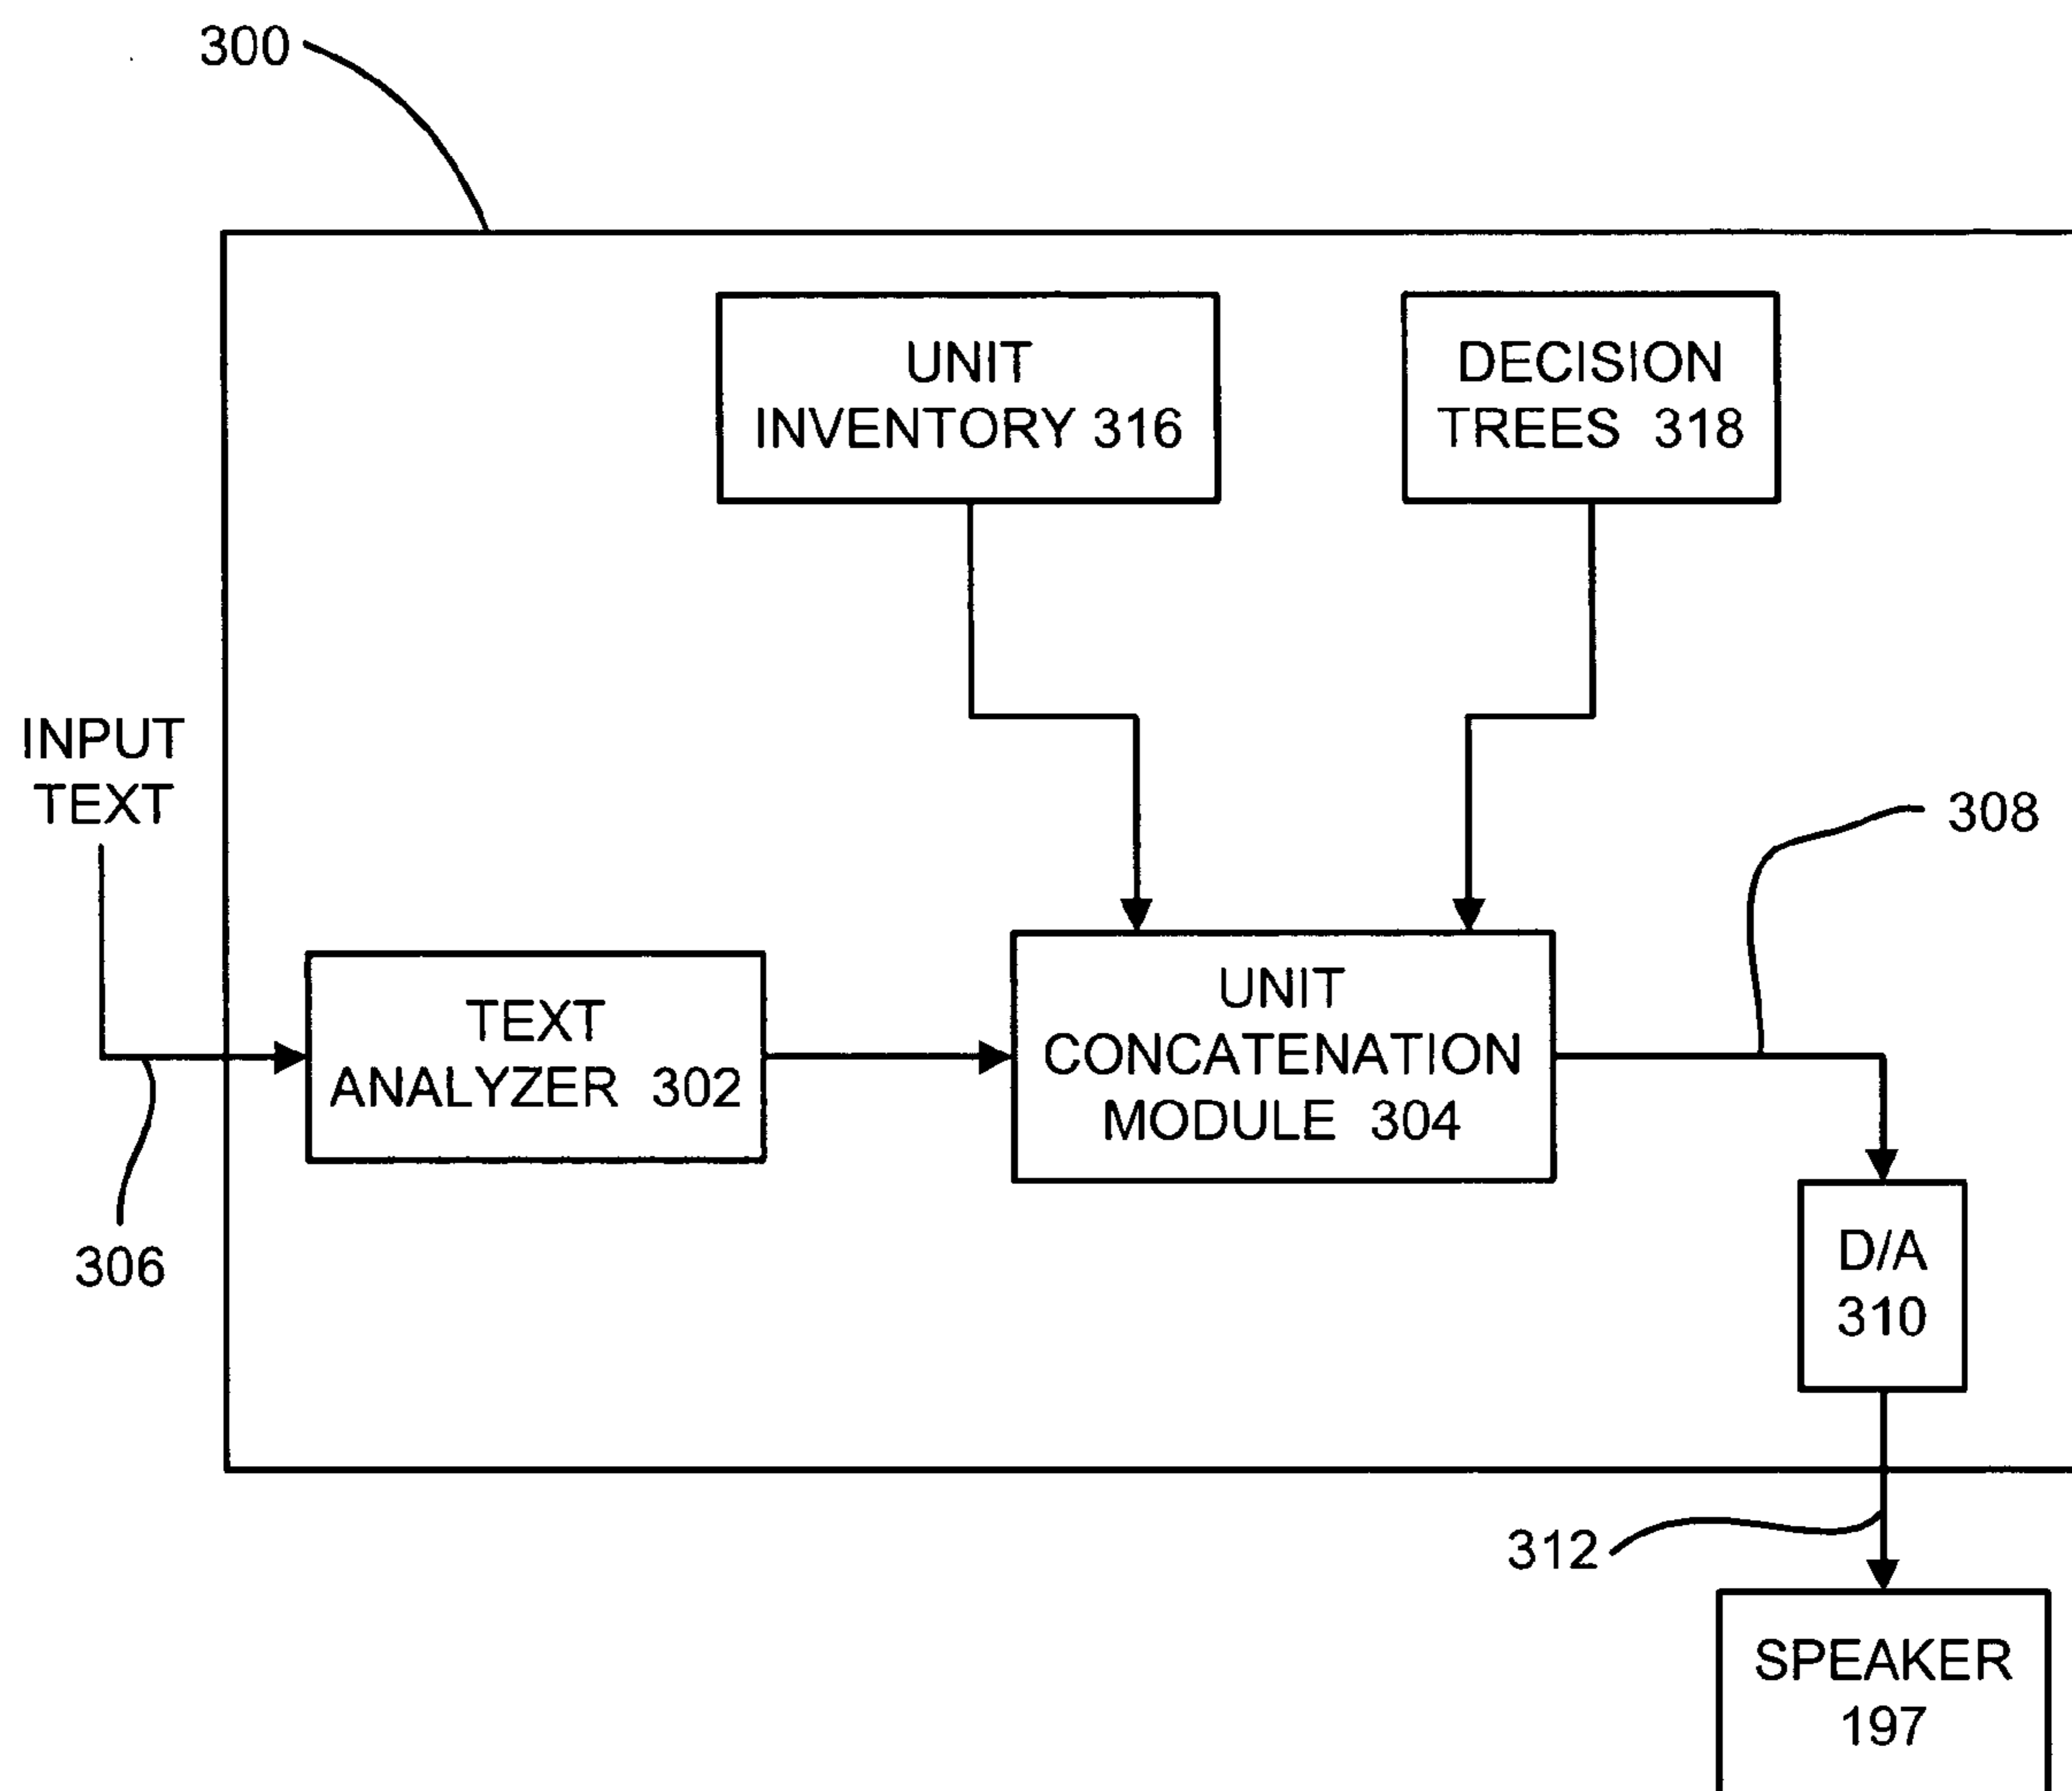 300
UNIT
INVENTORY 316
DECISION
TREES 318
INPUT
TEXT
308
TEXT
ANALYZER 302
UNIT
CONCATENATION
MODULE 304
306
D/A
310
312
SPEAKER
197